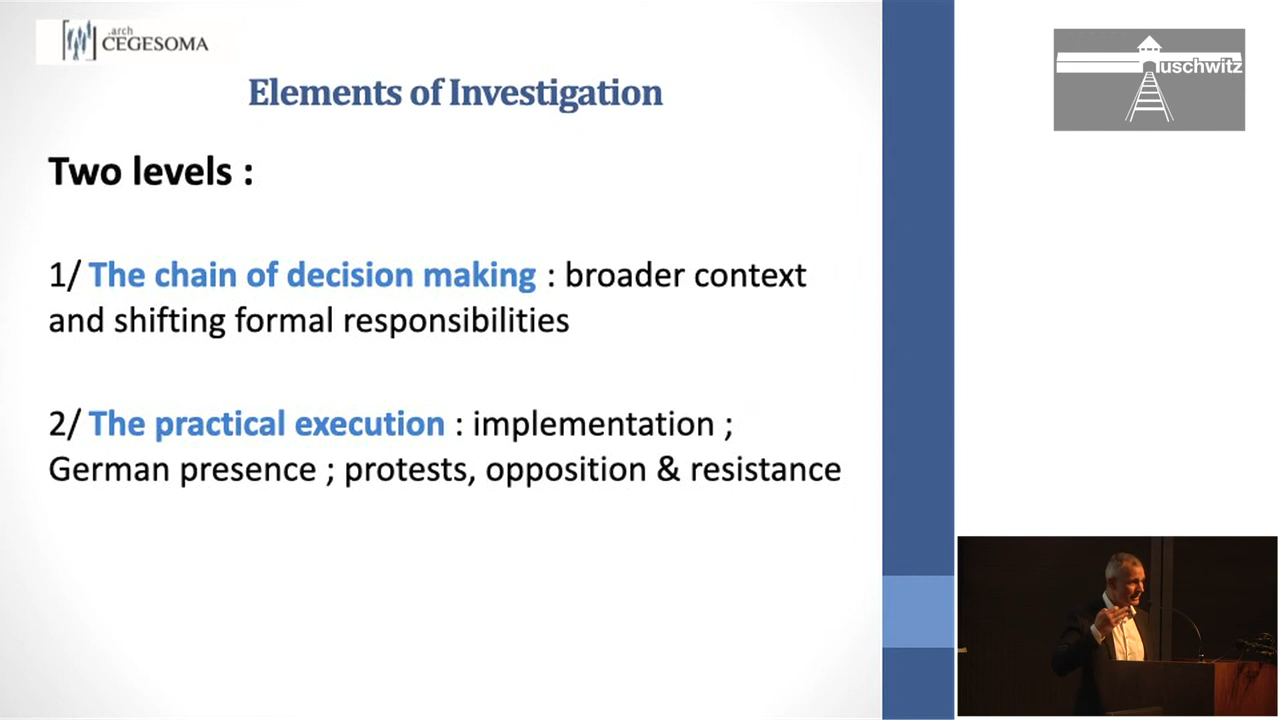 .arch
CEGESOMA
uschwitz
Elements of Investigation
Two levels :
1/ The chain of decision making : broader context
and shifting formal responsibilities
2/ The practical execution : implementation ;
German presence ; protests, opposition & resistance